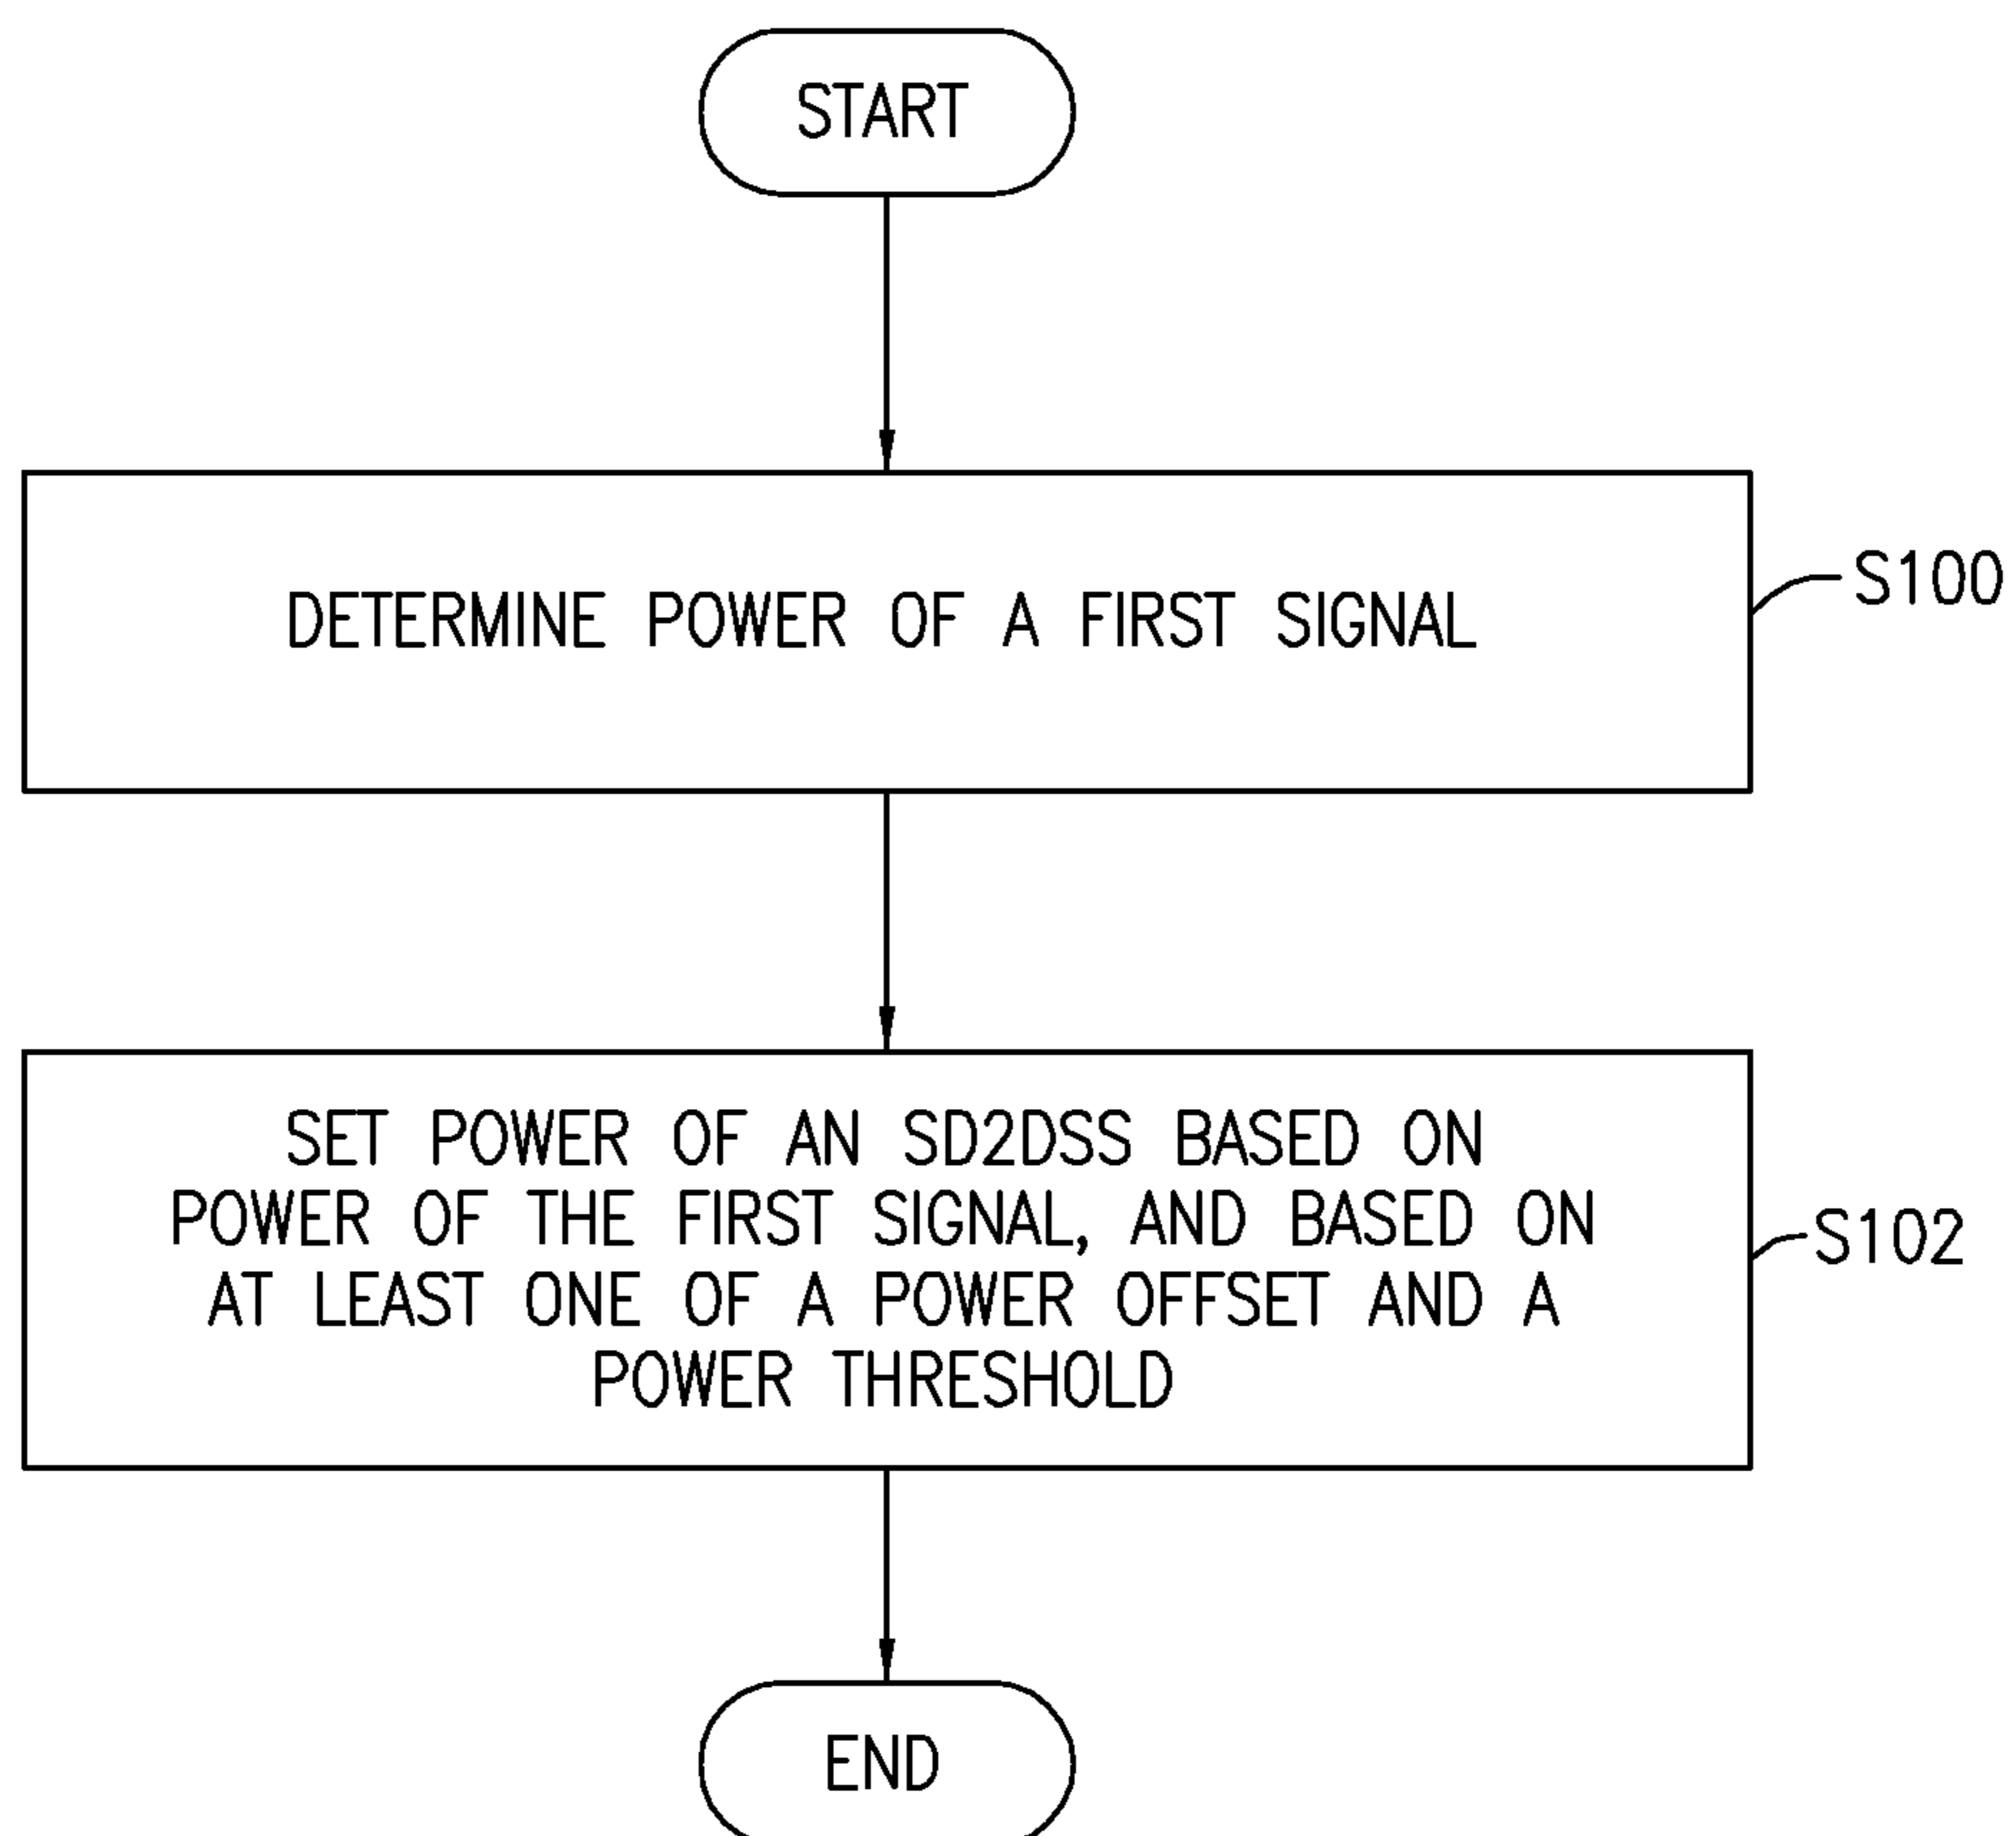 START
DETERMINE POWER OF A FIRST SIGNAL
S100
SET POWER OF AN SD2DSS BASED ON
POWER OF THE FIRST SIGNAL, AND BASED ON
AT LEAST ONE OF A POWER OFFSET AND A
POWER THRESHOLD
S102
END